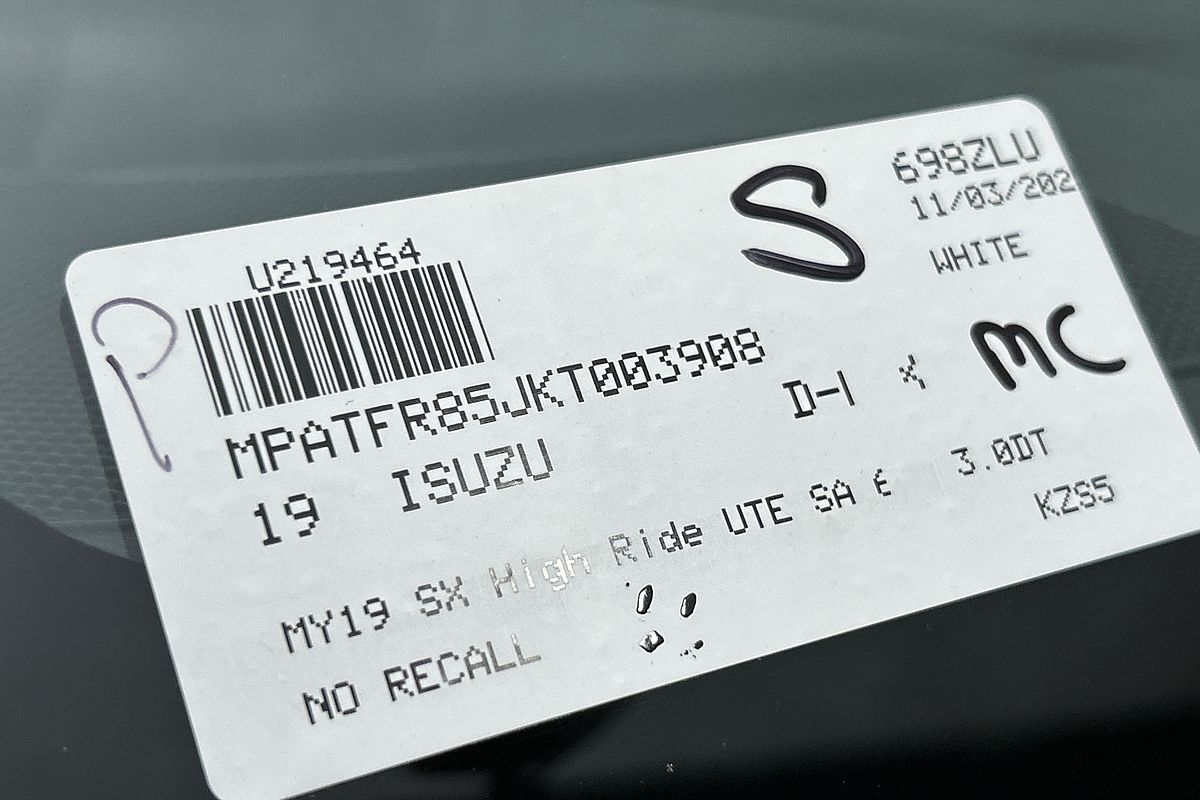 698ZLU
11/03/202
U219464
S
WHITE
P
MPATFR85JKT003908
D-
MC
19 ISUZU
MY19 SX High Ride UTE SA 6 3.0DT
KZS5
NO RECALL